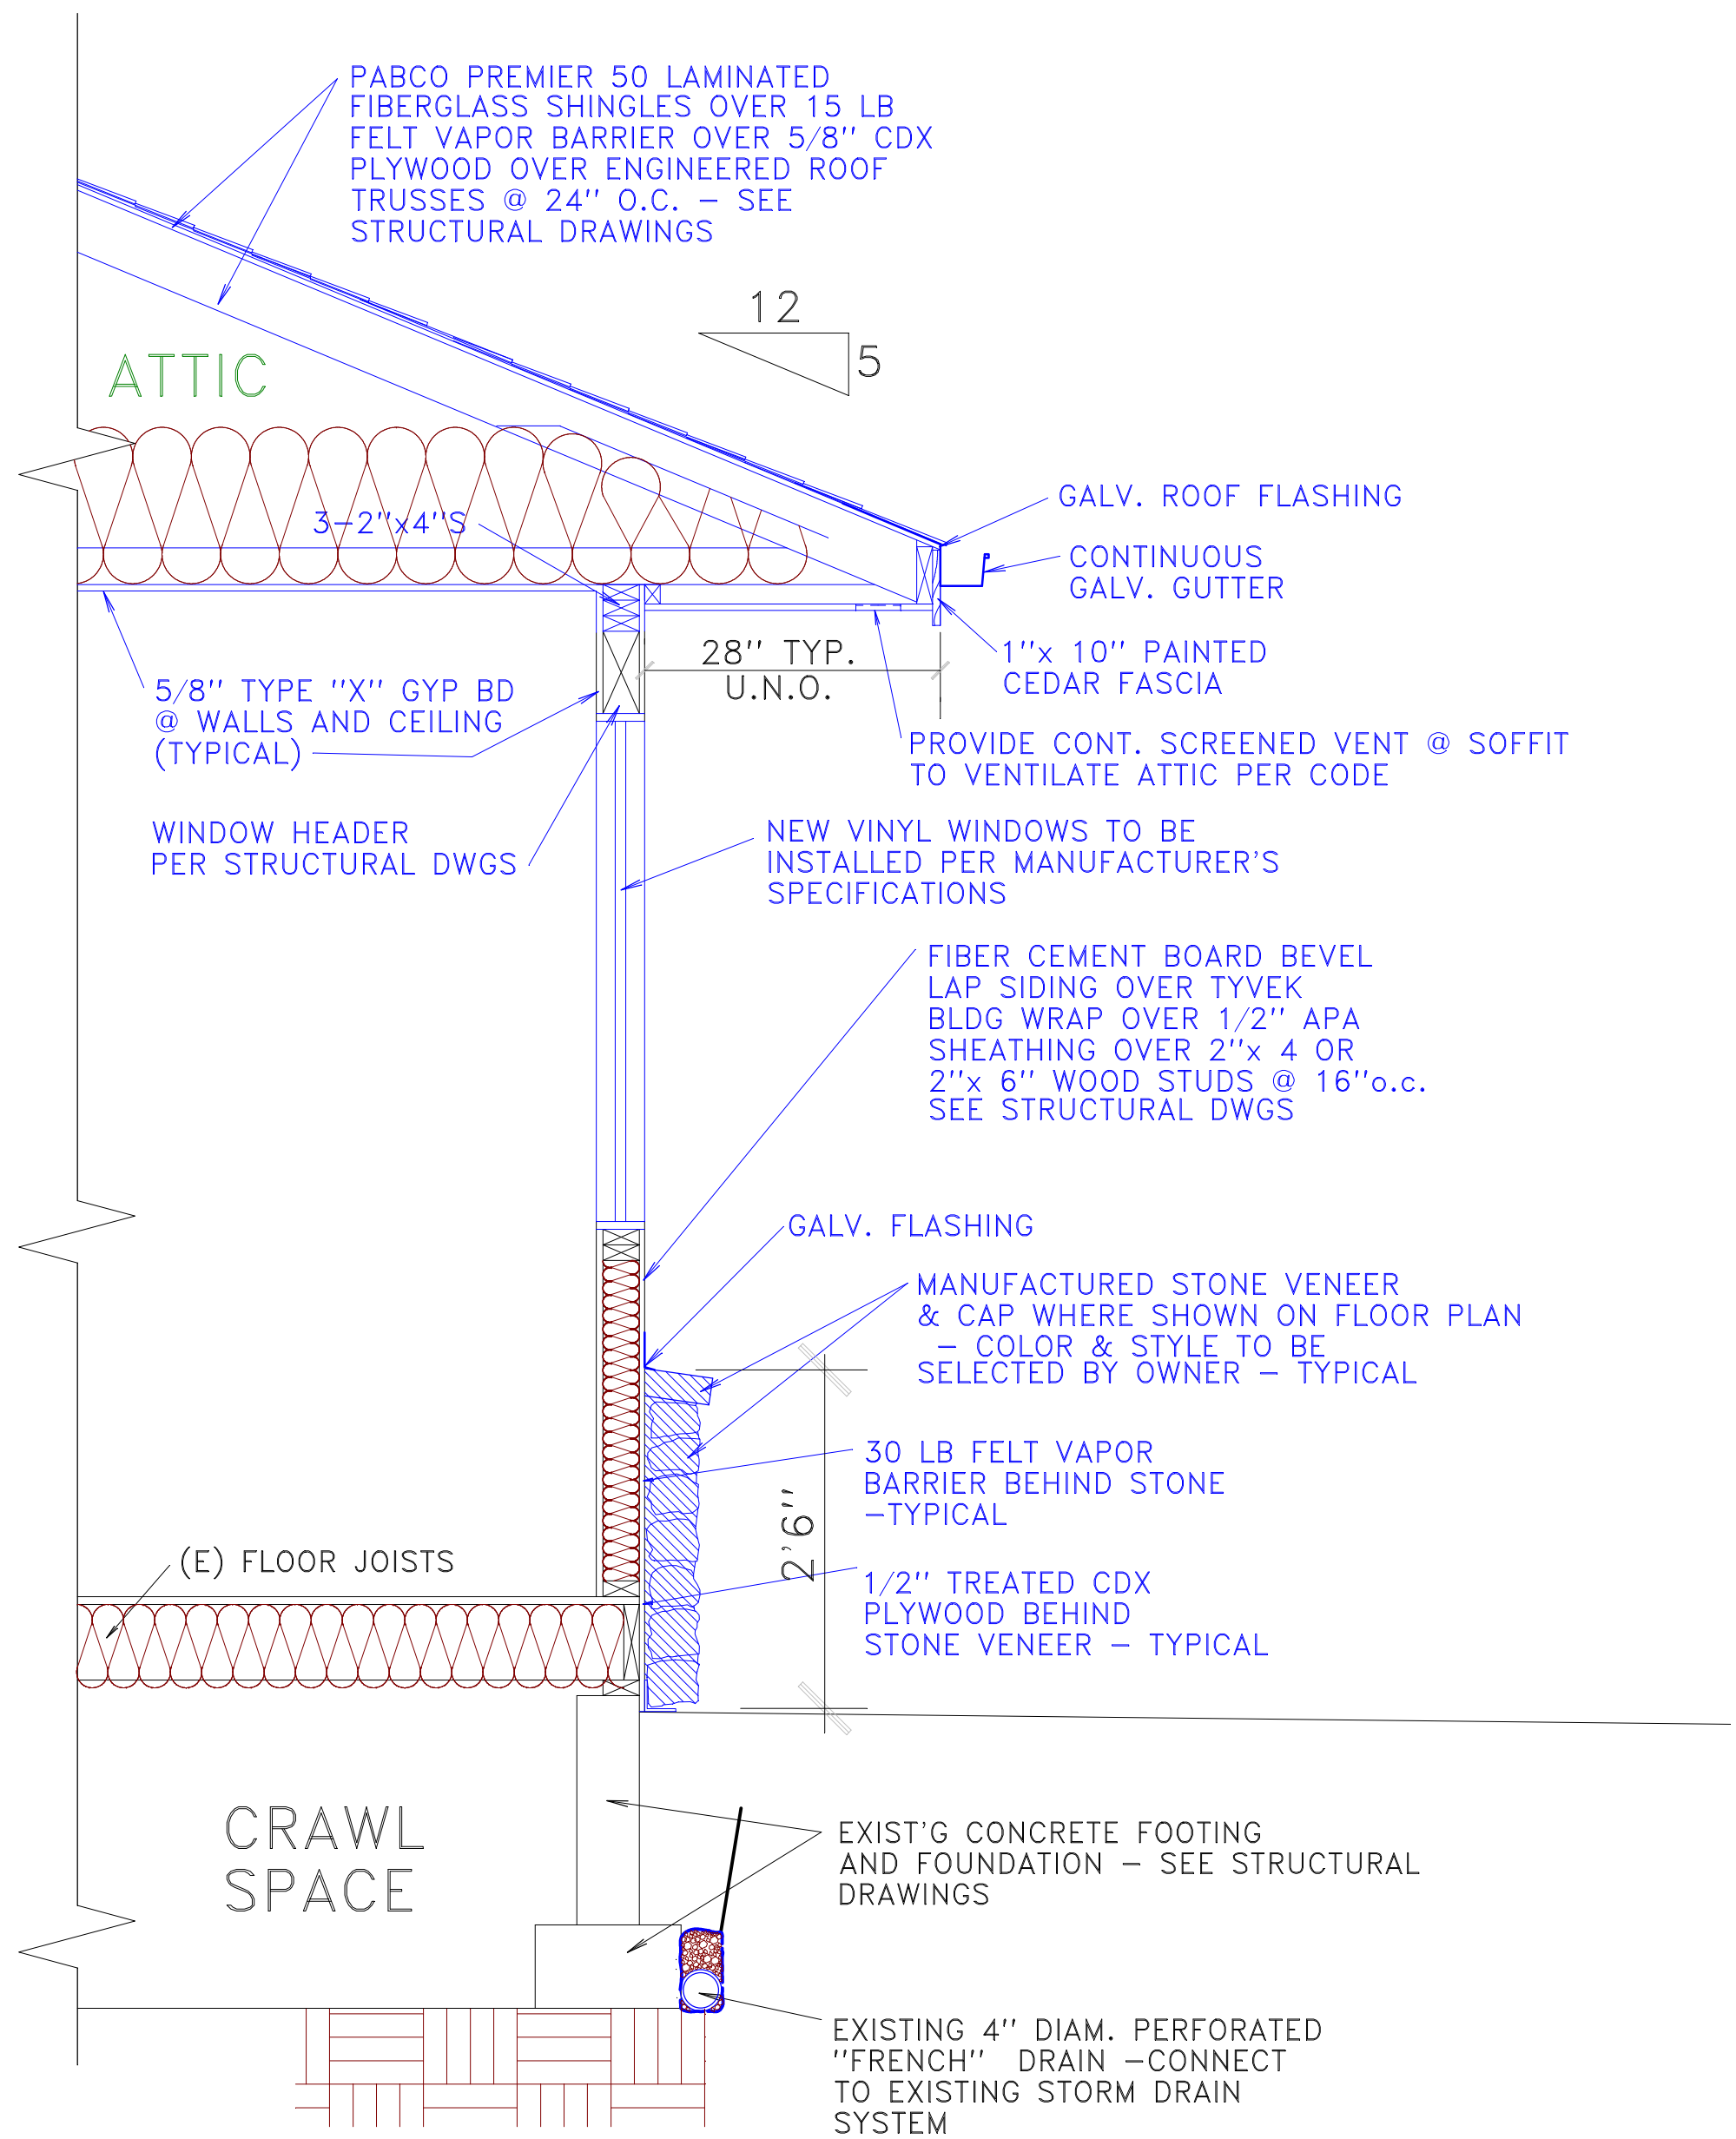 PABCO PREMIER 50 LAMINATED
FIBERGLASS SHINGLES OVER 15 LB
FELT VAPOR BARRIER OVER 5/8" CDX
PLYWOOD OVER ENGINEERED ROOF
TRUSSES @ 24" O.C. – SEE
STRUCTURAL DRAWINGS
12
5
ATTIC
3-2"x4"S
GALV. ROOF FLASHING
CONTINUOUS
GALV. GUTTER
1"x 10" PAINTED
CEDAR FASCIA
28" TYP.
U.N.O.
5/8" TYPE "X" GYP BD
@ WALLS AND CEILING
(TYPICAL)
PROVIDE CONT. SCREENED VENT @ SOFFIT
TO VENTILATE ATTIC PER CODE
WINDOW HEADER
PER STRUCTURAL DWGS
NEW VINYL WINDOWS TO BE
INSTALLED PER MANUFACTURER'S
SPECIFICATIONS
FIBER CEMENT BOARD BEVEL
LAP SIDING OVER TYVEK
BLDG WRAP OVER 1/2" APA
SHEATHING OVER 2"x 4 OR
2"x 6" WOOD STUDS @ 16"o.c.
SEE STRUCTURAL DWGS
GALV. FLASHING
MANUFACTURED STONE VENEER
& CAP WHERE SHOWN ON FLOOR PLAN
– COLOR & STYLE TO BE
SELECTED BY OWNER – TYPICAL
30 LB FELT VAPOR
BARRIER BEHIND STONE
-TYPICAL
2'6"
(E) FLOOR JOISTS
1/2" TREATED CDX
PLYWOOD BEHIND
STONE VENEER – TYPICAL
CRAWL
SPACE
EXIST'G CONCRETE FOOTING
AND FOUNDATION – SEE STRUCTURAL
DRAWINGS
EXISTING 4" DIAM. PERFORATED
"FRENCH" DRAIN -CONNECT
TO EXISTING STORM DRAIN
SYSTEM